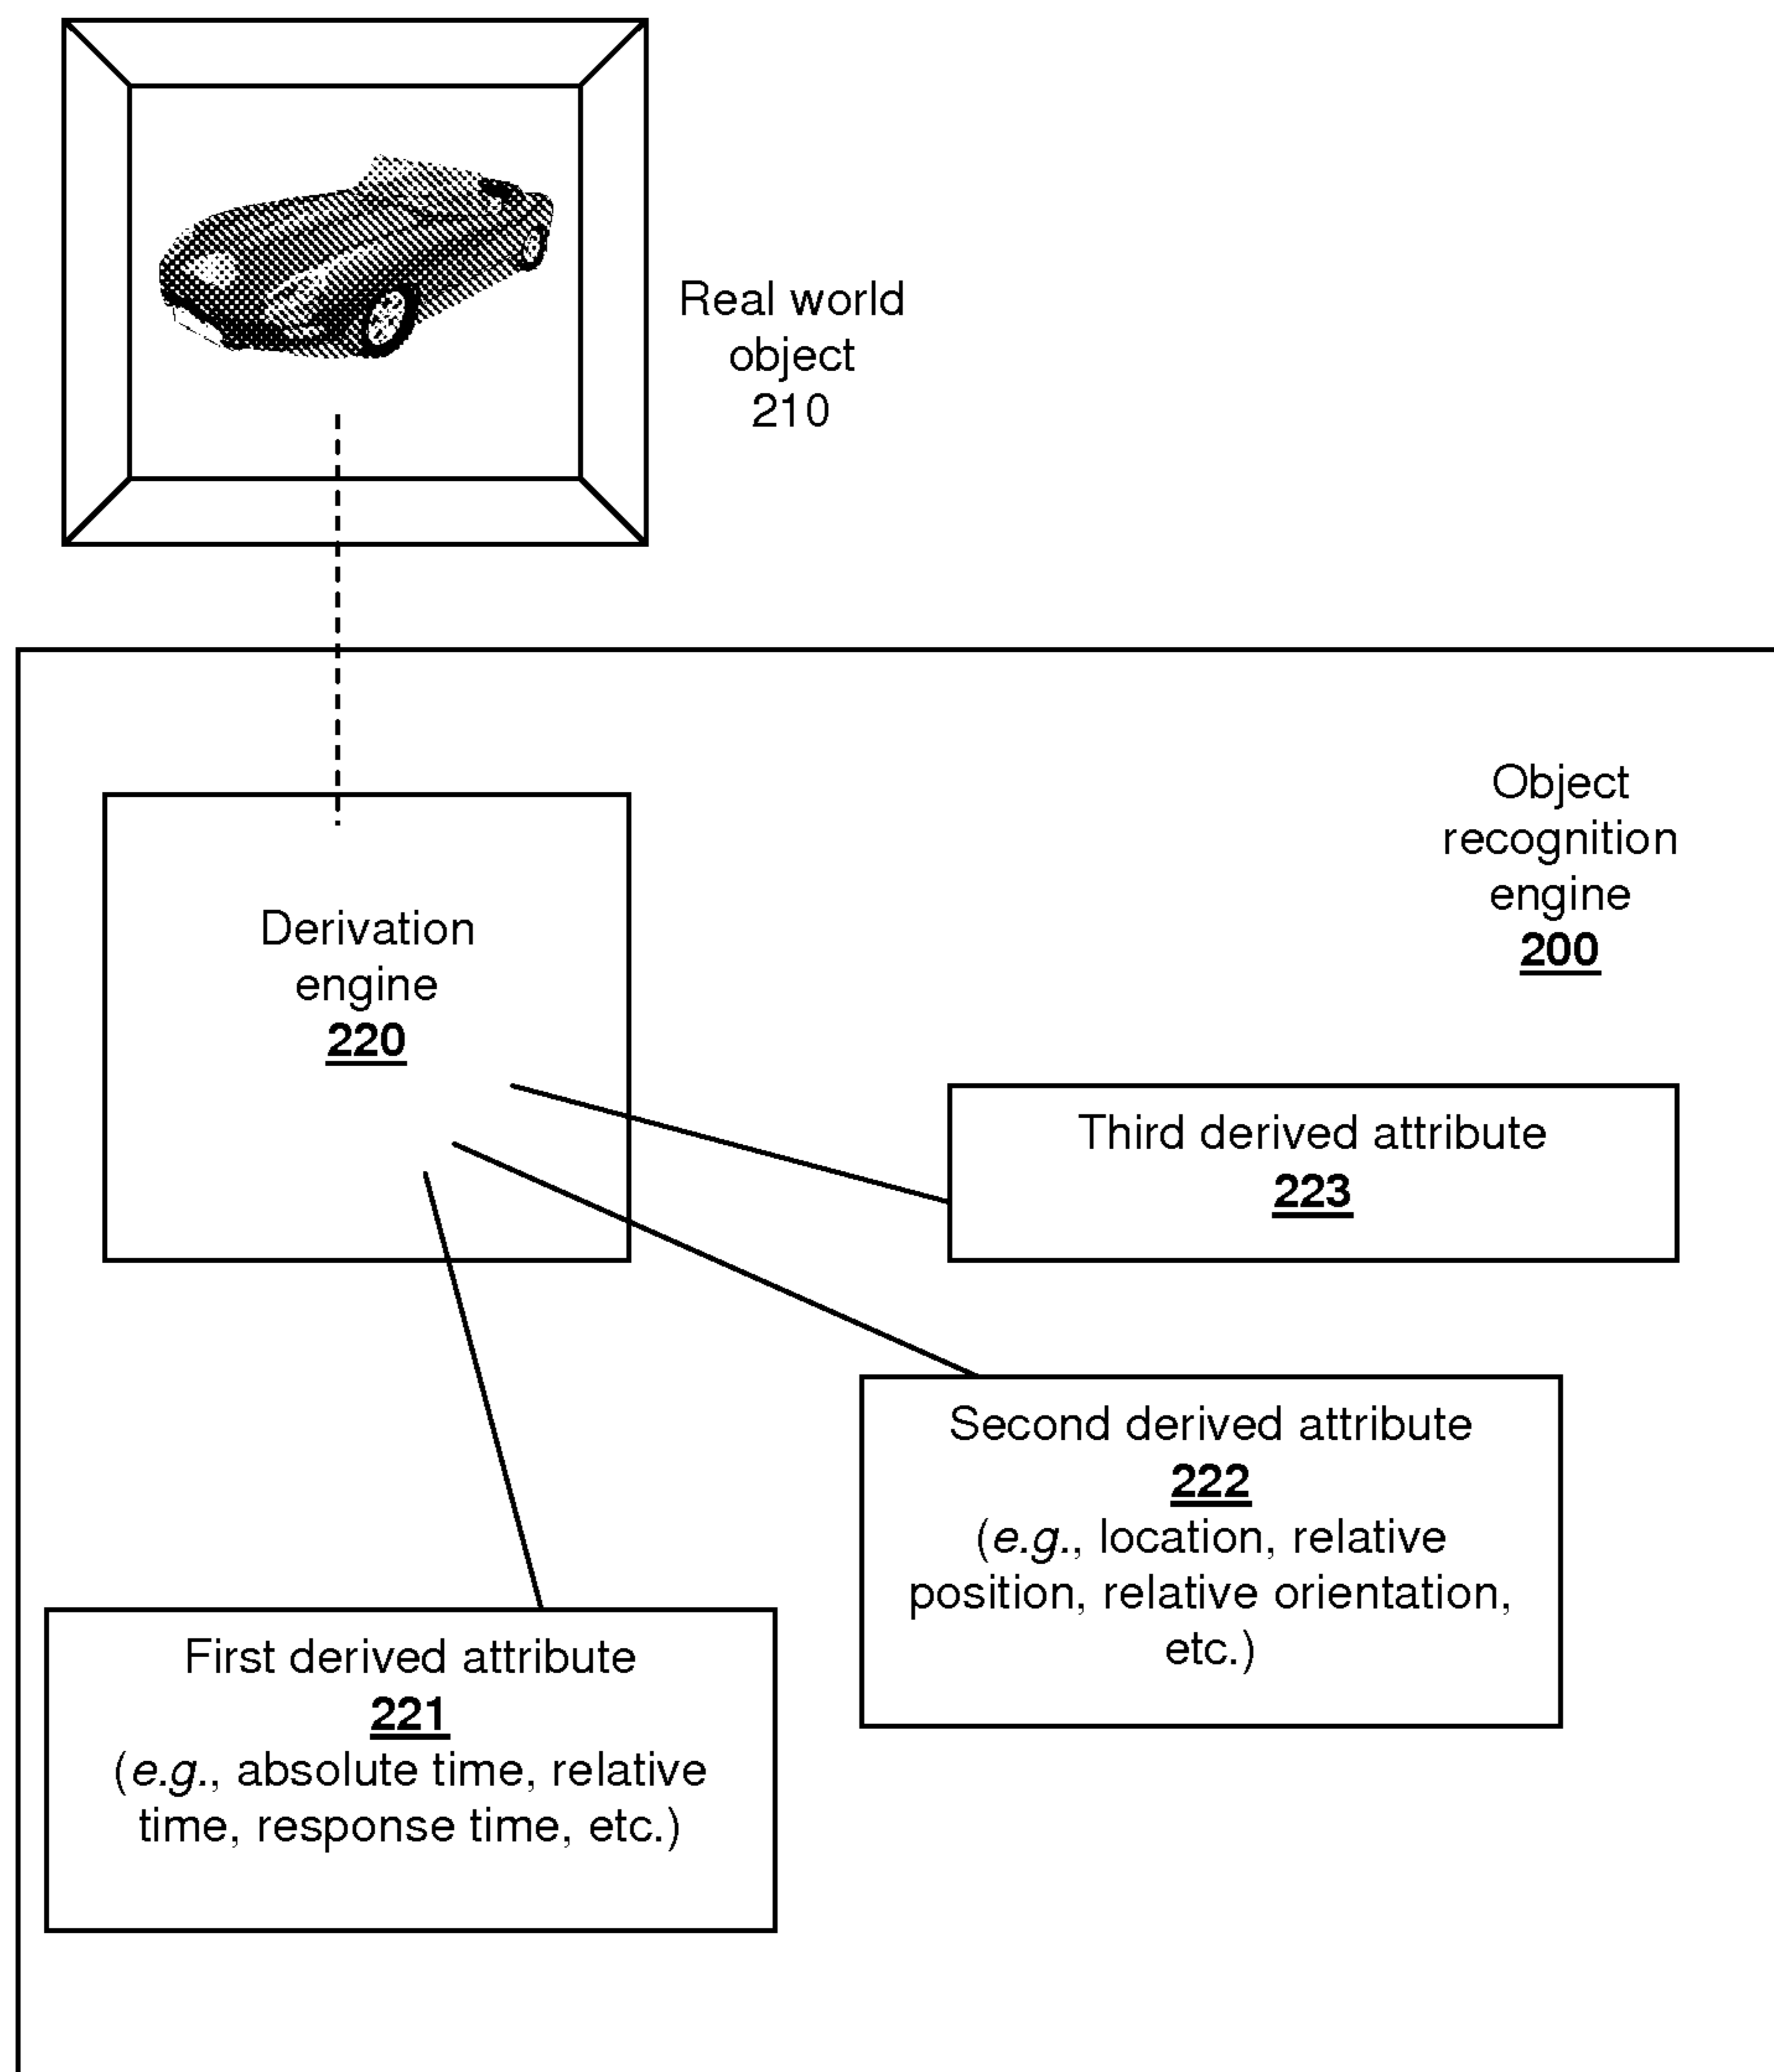 Real world
object
210
Object
recognition
engine
200
Derivation
engine
220
Third derived attribute
223
Second derived attribute
222
(e.g., location, relative
position, relative orientation,
etc.)
First derived attribute
221
(e.g., absolute time, relative
time, response time, etc.)